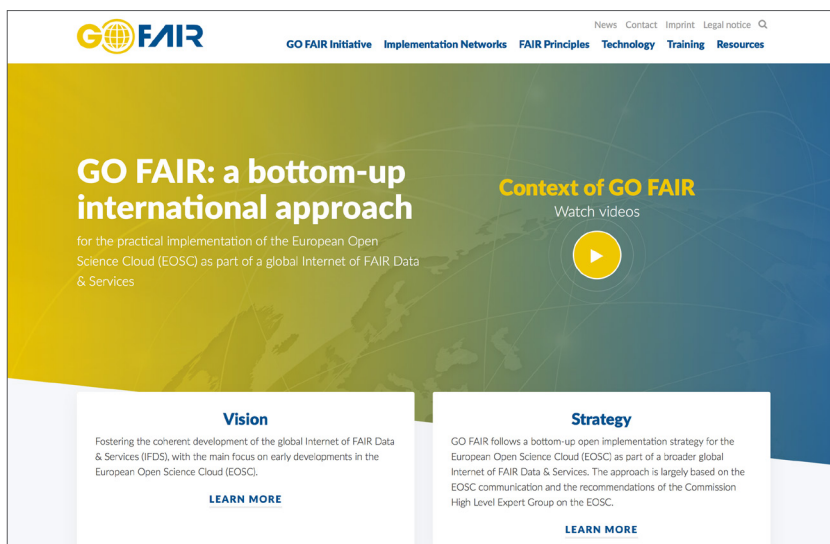 News Contact Imprint Legal notice
GO FAIR
GO FAIR Initiative Implementation Networks FAIR Principles Technology Training Resources
GO FAIR: a bottom-up
international approach
for the practical implementation of the European Open
Science Cloud (EOSC) as part of a global Internet of FAIR Data
& Services
Context of GO FAIR
Watch videos
Vision
Fostering the coherent development of the global Internet of FAIR Data
& Services (IFDS), with the main focus on early developments in the
European Open Science Cloud (EOSC).
LEARN MORE
Strategy
GO FAIR follows a bottom-up open implementation strategy for the
European Open Science Cloud (EOSC) as part of a broader global
Internet of FAIR Data & Services. The approach is largely based on the
EOSC communication and the recommendations of the Commission
High Level Expert Group on the EOSC.
LEARN MORE